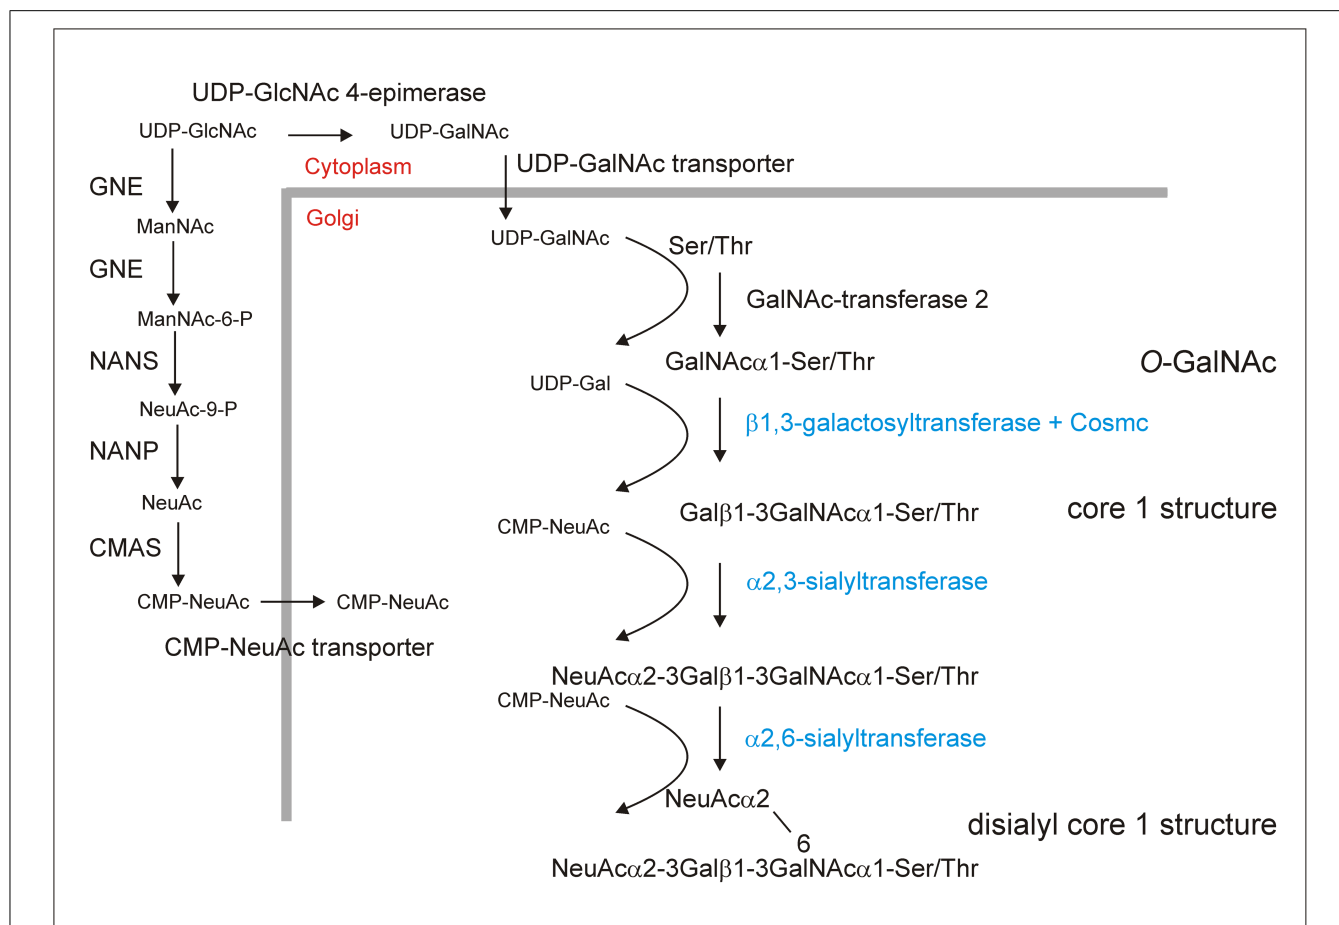 UDP-GlcNAc 4-epimerase
UDP-GlcNAc
UDP-GalNAc
Cytoplasm
UDP-GalNAc transporter
GNE
Golgi
ManNAc
UDP-GalNAc
Ser/Thr
GNE
GalNAc-transferase 2
ManNAc-6-P
NANS
GalNAcα1-Ser/Thr
O-GalNAc
UDP-Gal
NeuAc-9-P
β1,3-galactosyltransferase + Cosmc
NANP
NeuAc
Galβ1-3GalNAcα1-Ser/Thr
core 1 structure
CMP-NeuAc
CMAS
α2,3-sialyltransferase
CMP-NeuAc
CMP-NeuAc
CMP-NeuAc transporter
NeuAcα2-3Galβ1-3GalNAcα1-Ser/Thr
CMP-NeuAc
α2,6-sialyltransferase
NeuAcα2
6
disialyl core 1 structure
NeuAcα2-3Galβ1-3GalNAcα1-Ser/Thr